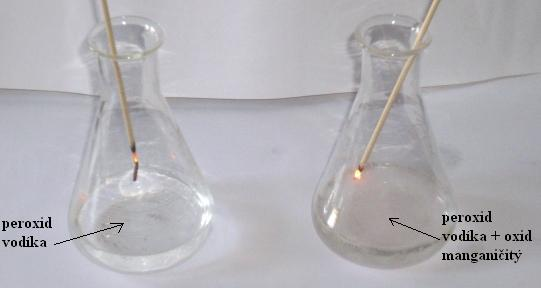 peroxid
vodíka
peroxid
vodíka + oxid
manganičitý